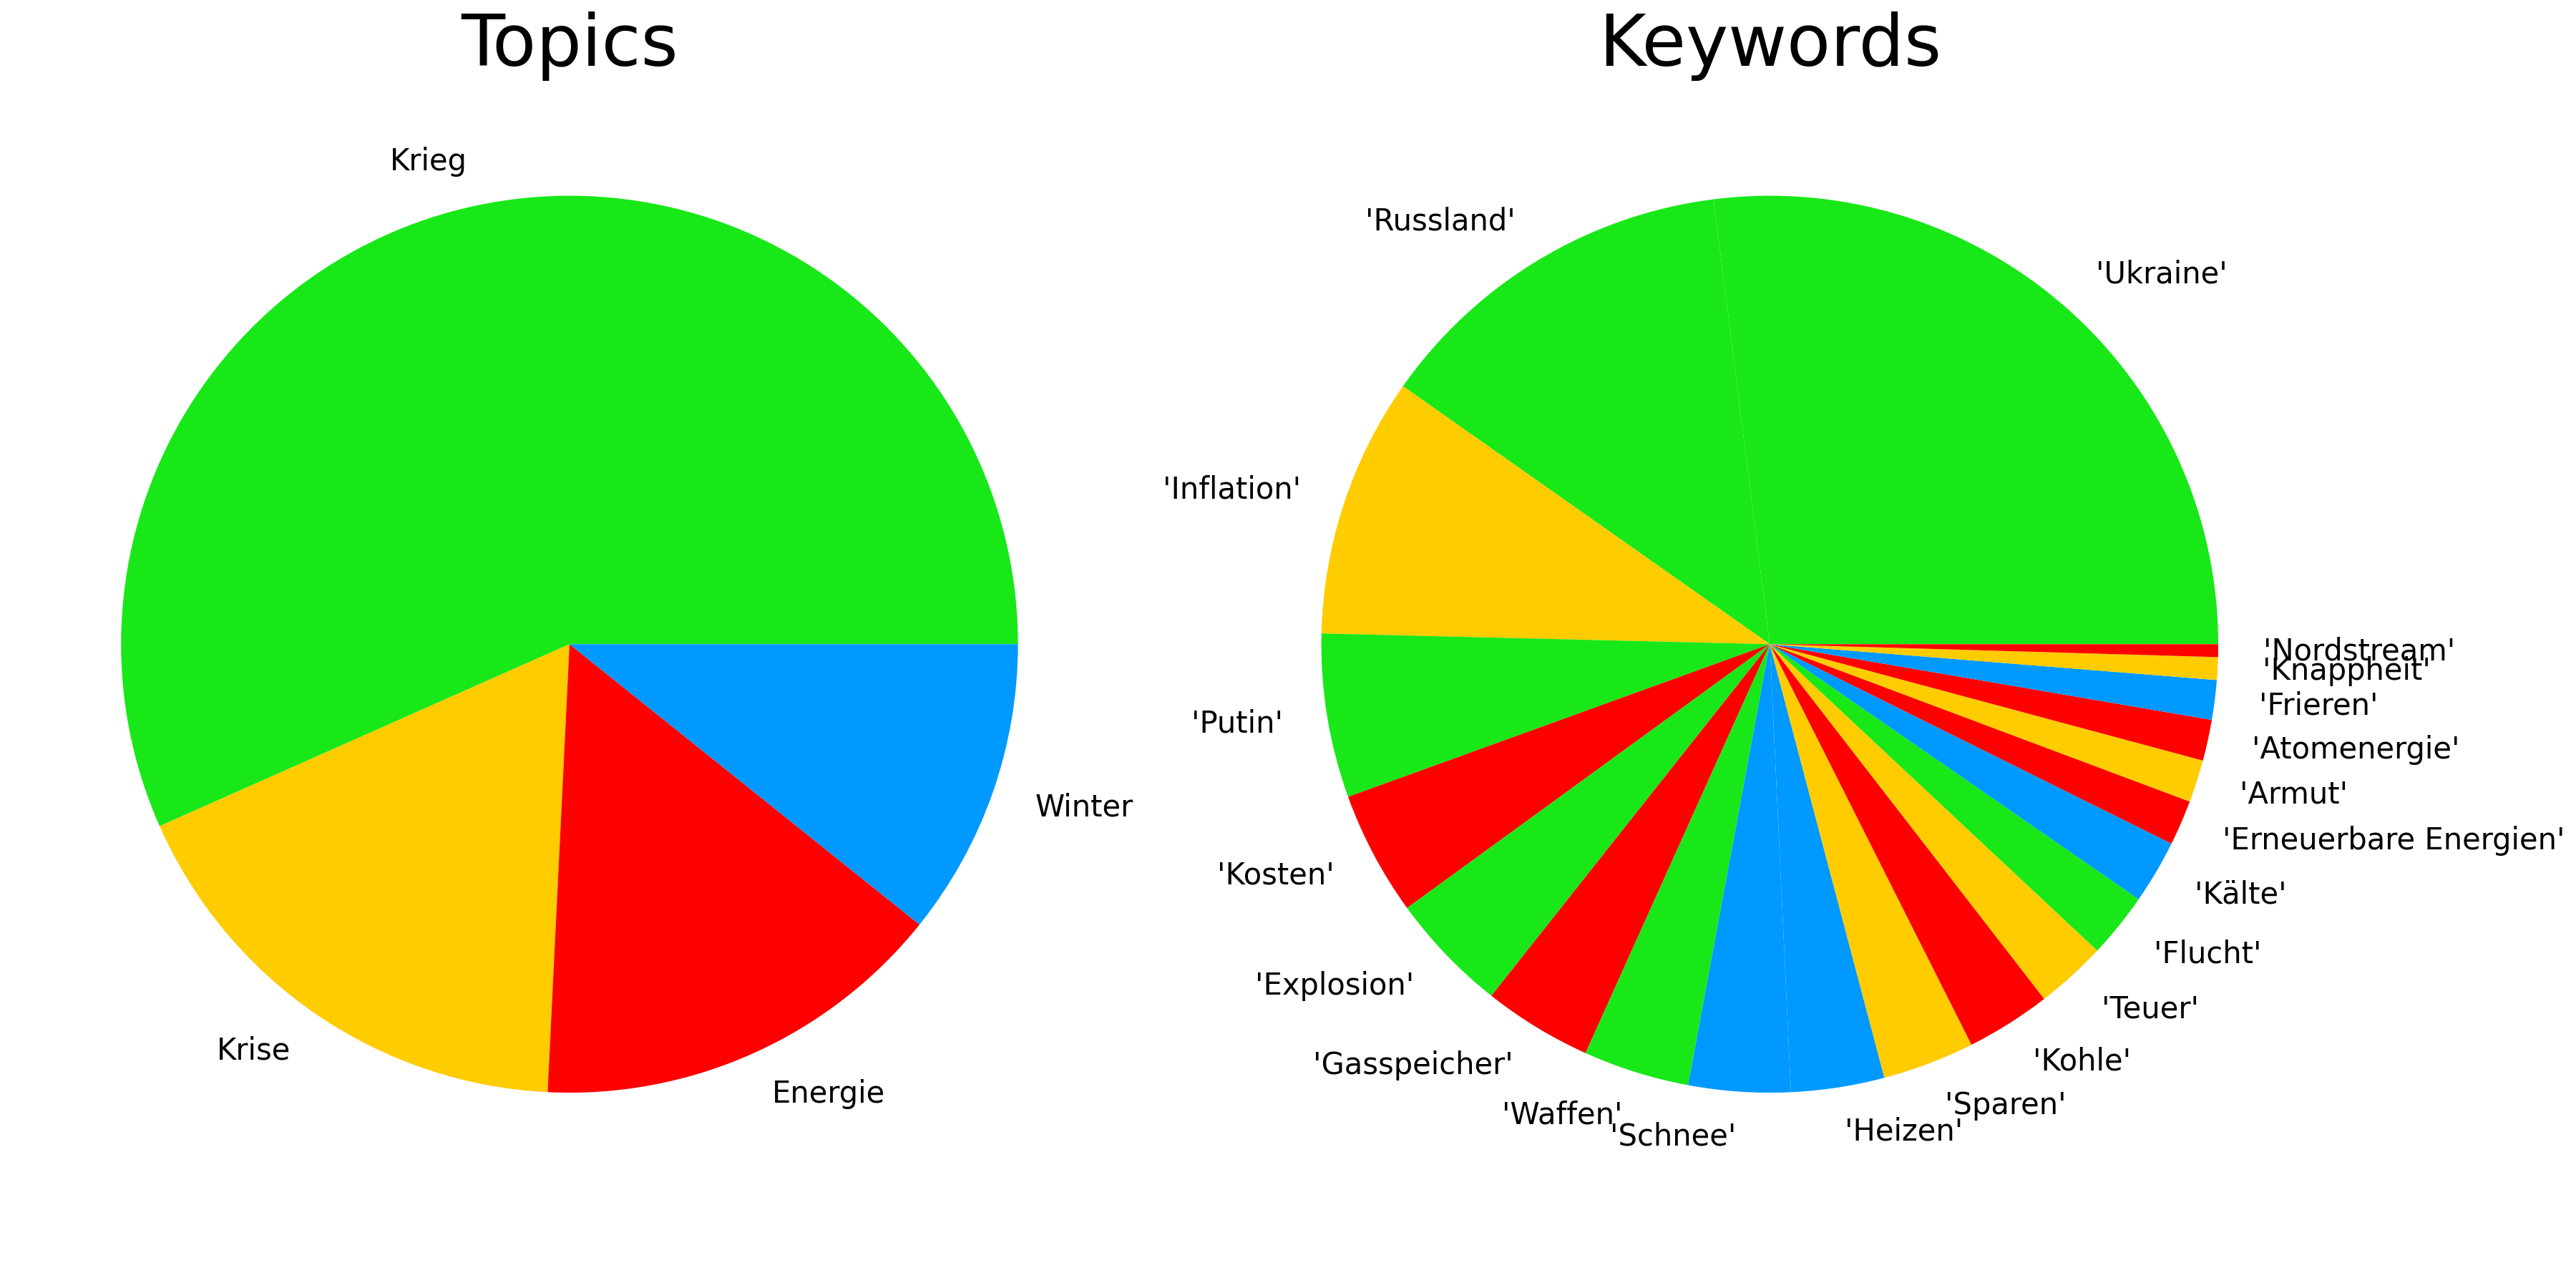 Topics
Krieg
Krise
Energie
Winter
Keywords
'Ukraine'
'Russland'
'Inflation'
'Putin'
'Kosten'
'Explosion'
'Gasspeicher'
'Waffen'
'Schnee'
'Heizen'
'Sparen'
'Kohle'
'Teuer'
'Flucht'
'Kälte'
'Erneuerbare Energien'
'Armut'
'Atomenergie'
'Frieren'
'Knappheit'
'Nordstream'